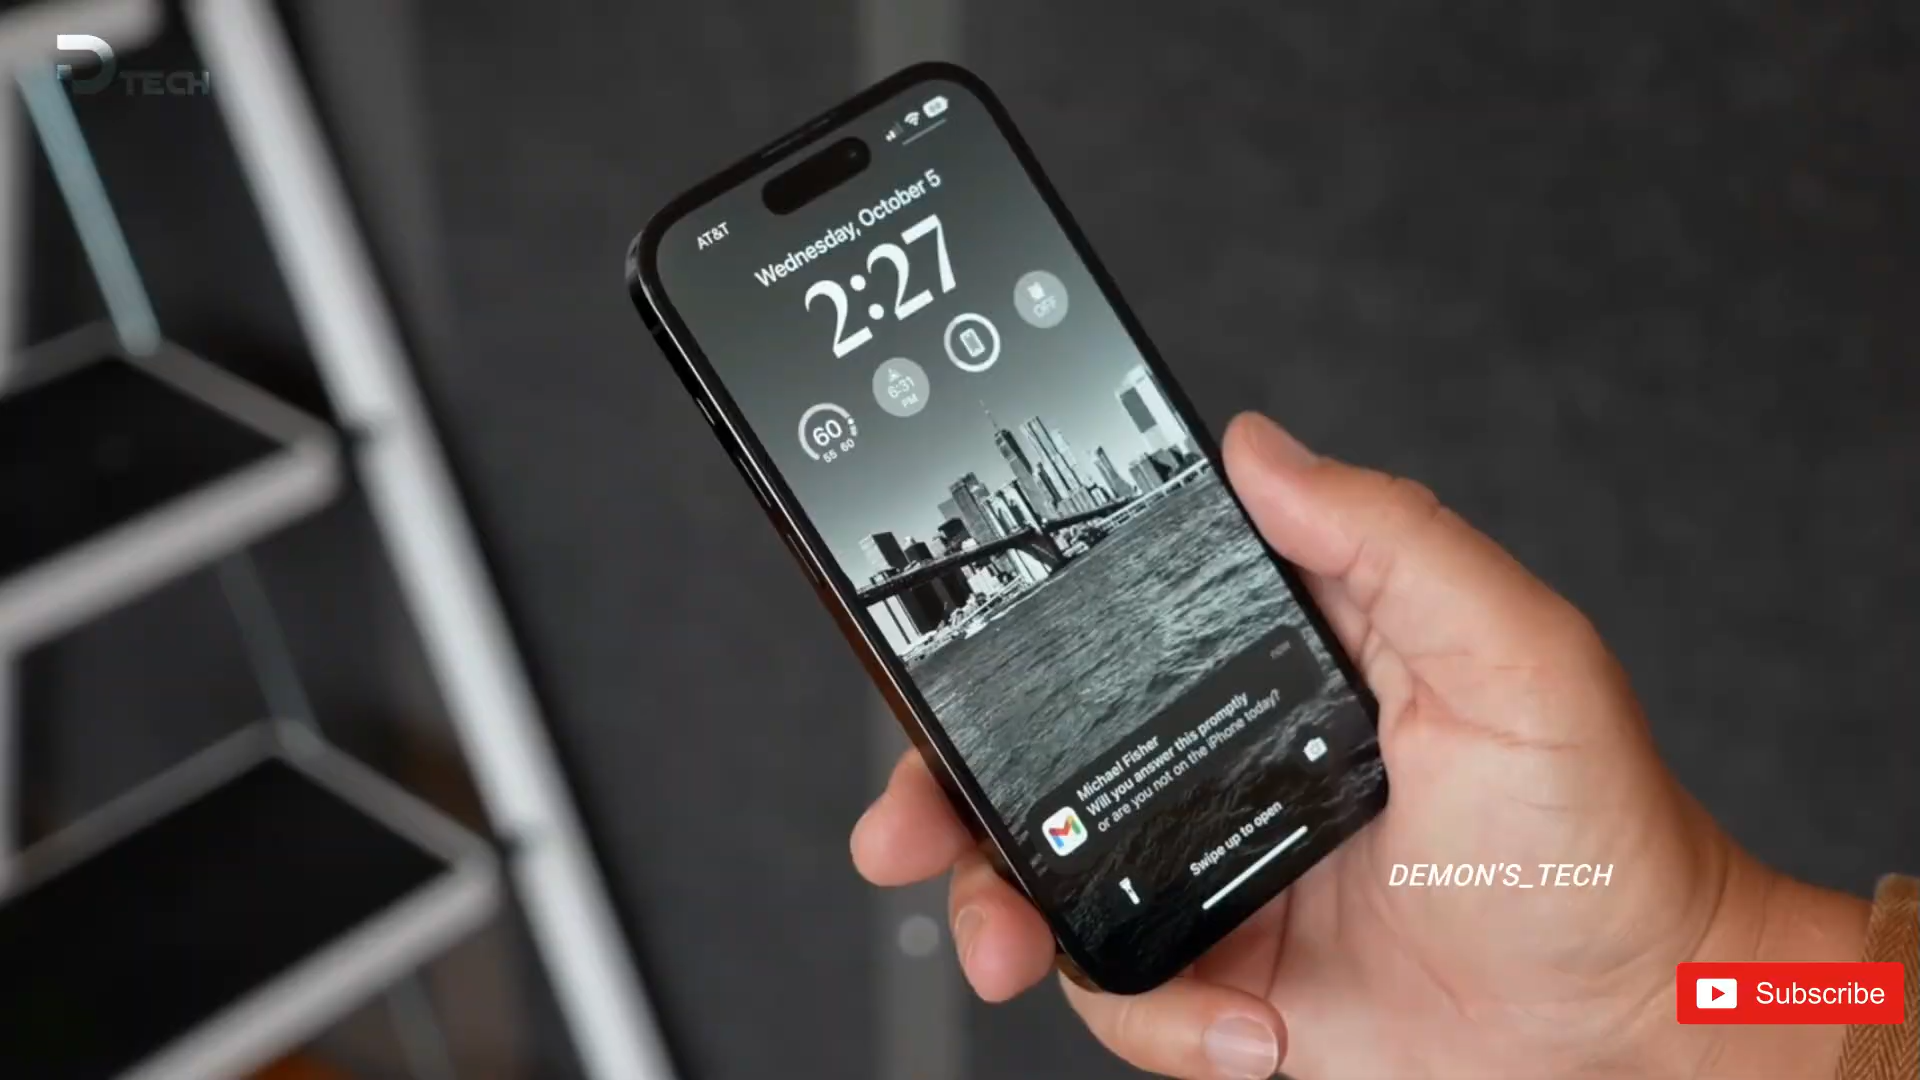 TECH
AT&T
Wednesday, October 5
2:27
60
55 60
6:31
PM
OFF
now
Michael Fisher
Will you answer this promptly
or are you not on the iPhone today?
Swipe up to open
DEMON'S_TECH
Subscribe